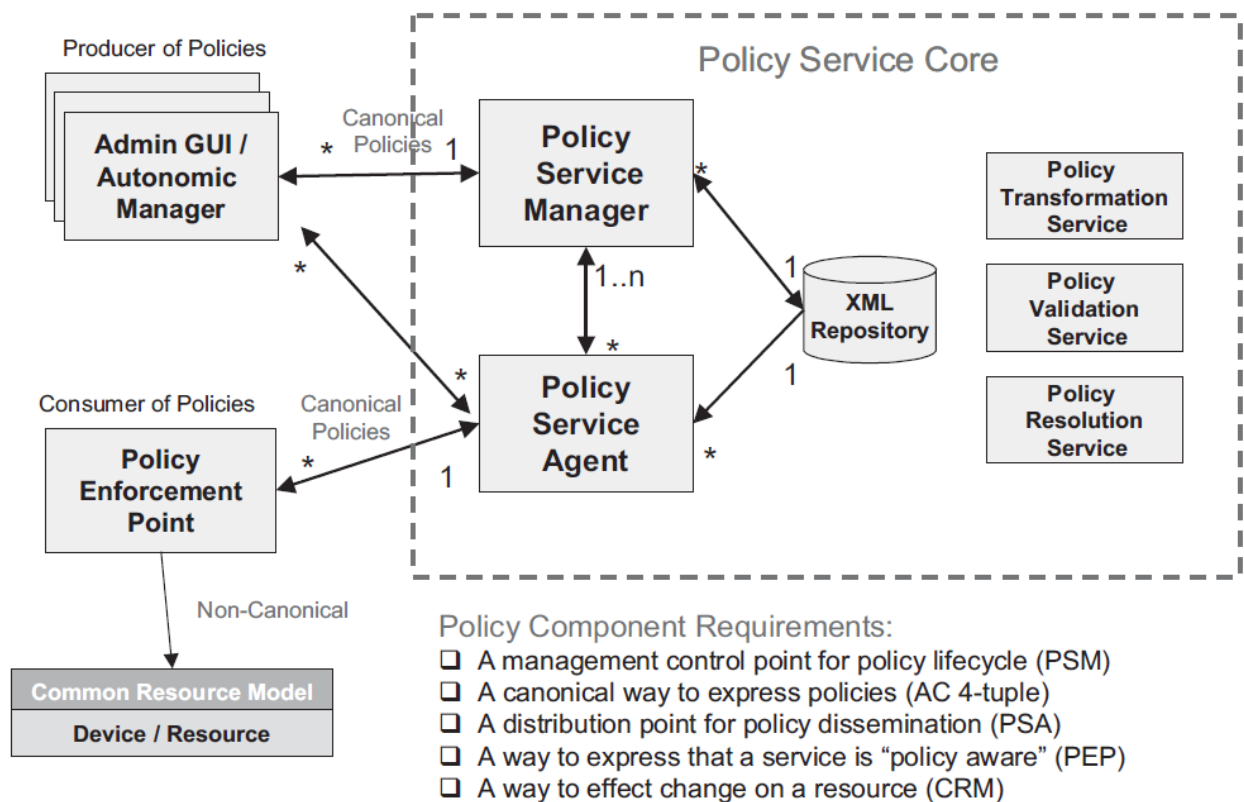 Producer of Policies
Policy Service Core
Admin GUI /
Autonomic
Manager
Canonical
Policies
*
1
Policy
Service
Manager
*
Policy
Transformation
Service
*
*
1..n
*
1
XML
Repository
1
Policy
Validation
Service
Consumer of Policies
Canonical
Policies
*
1
Policy
Service
Agent
*
Policy
Resolution
Service
Policy
Enforcement
Point
Non-Canonical
Common Resource Model
Device / Resource
Policy Component Requirements:
❑ A management control point for policy lifecycle (PSM)
❑ A canonical way to express policies (AC 4-tuple)
❑ A distribution point for policy dissemination (PSA)
❑ A way to express that a service is “policy aware” (PEP)
❑ A way to effect change on a resource (CRM)